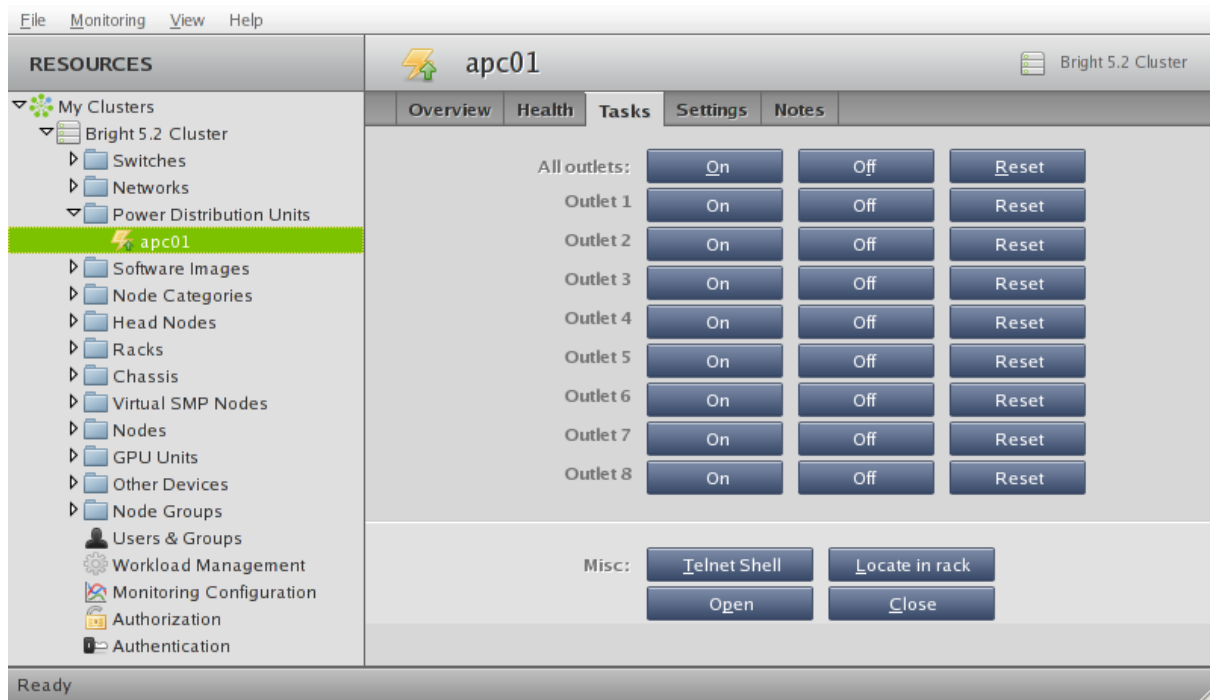 File Monitoring View Help
RESOURCES
My Clusters
Bright 5.2 Cluster
Switches
Networks
Power Distribution Units
apc01
Software Images
Node Categories
Head Nodes
Racks
Chassis
Virtual SMP Nodes
Nodes
GPU Units
Other Devices
Node Groups
Users & Groups
Workload Management
Monitoring Configuration
Authorization
Authentication
apc01
Bright 5.2 Cluster
Overview Health Tasks Settings Notes
All outlets: On Off Reset
Outlet 1 On Off Reset
Outlet 2 On Off Reset
Outlet 3 On Off Reset
Outlet 4 On Off Reset
Outlet 5 On Off Reset
Outlet 6 On Off Reset
Outlet 7 On Off Reset
Outlet 8 On Off Reset
Misc: Telnet Shell Locate in rack
Open Close
Ready